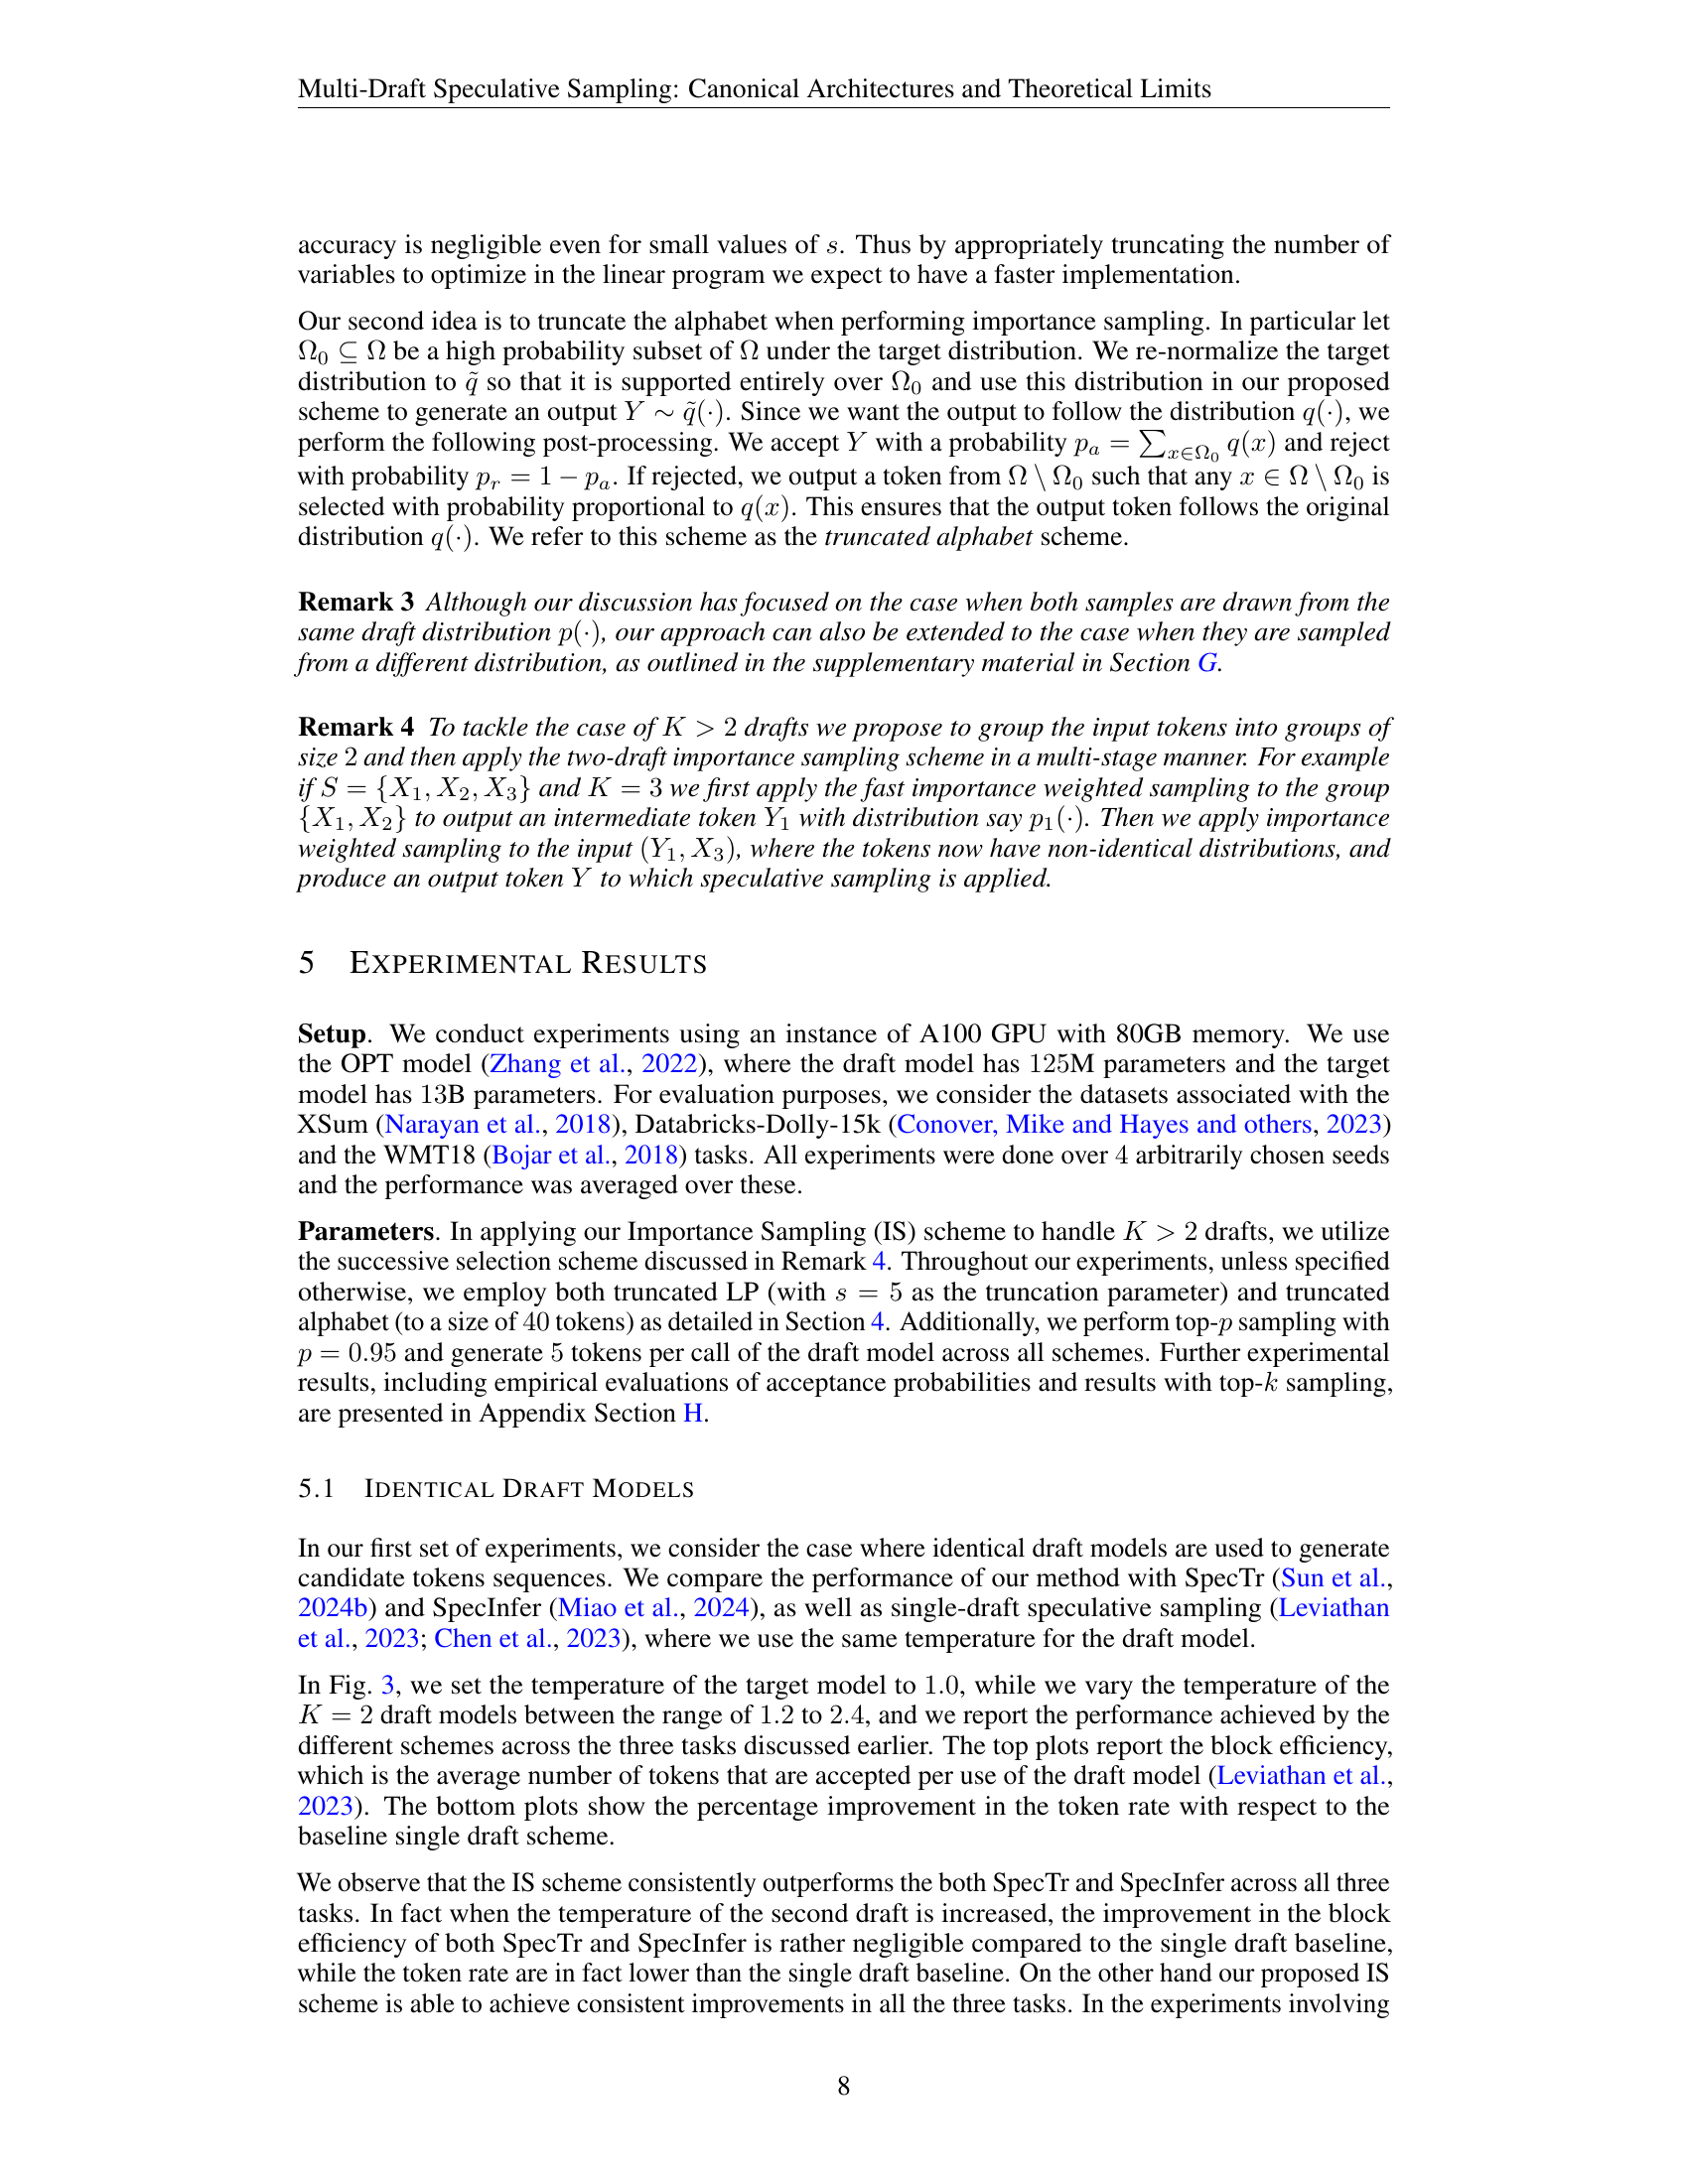 Multi-Draft Speculative Sampling: Canonical Architectures and Theoretical Limits
accuracy is negligible even for small values of s. Thus by appropriately truncating the number of
variables to optimize in the linear program we expect to have a faster implementation.
Our second idea is to truncate the alphabet when performing importance sampling. In particular let
Ω₀ ⊆ Ω be a high probability subset of Ω under the target distribution. We re-normalize the target
distribution to q̃ so that it is supported entirely over Ω₀ and use this distribution in our proposed
scheme to generate an output Y ∼ q̃(·). Since we want the output to follow the distribution q(·), we
perform the following post-processing. We accept Y with a probability pₐ = ∑_{x∈Ω₀} q(x) and reject
with probability pᵣ = 1 − pₐ. If rejected, we output a token from Ω \ Ω₀ such that any x ∈ Ω \ Ω₀ is
selected with probability proportional to q(x). This ensures that the output token follows the original
distribution q(·). We refer to this scheme as the truncated alphabet scheme.
Remark 3 Although our discussion has focused on the case when both samples are drawn from the
same draft distribution p(·), our approach can also be extended to the case when they are sampled
from a different distribution, as outlined in the supplementary material in Section G.
Remark 4 To tackle the case of K > 2 drafts we propose to group the input tokens into groups of
size 2 and then apply the two-draft importance sampling scheme in a multi-stage manner. For example
if S = {X₁, X₂, X₃} and K = 3 we first apply the fast importance weighted sampling to the group
{X₁, X₂} to output an intermediate token Y₁ with distribution say p₁(·). Then we apply importance
weighted sampling to the input (Y₁, X₃), where the tokens now have non-identical distributions, and
produce an output token Y to which speculative sampling is applied.
5 EXPERIMENTAL RESULTS
Setup. We conduct experiments using an instance of A100 GPU with 80GB memory. We use
the OPT model (Zhang et al., 2022), where the draft model has 125M parameters and the target
model has 13B parameters. For evaluation purposes, we consider the datasets associated with the
XSum (Narayan et al., 2018), Databricks-Dolly-15k (Conover, Mike and Hayes and others, 2023)
and the WMT18 (Bojar et al., 2018) tasks. All experiments were done over 4 arbitrarily chosen seeds
and the performance was averaged over these.
Parameters. In applying our Importance Sampling (IS) scheme to handle K > 2 drafts, we utilize
the successive selection scheme discussed in Remark 4. Throughout our experiments, unless specified
otherwise, we employ both truncated LP (with s = 5 as the truncation parameter) and truncated
alphabet (to a size of 40 tokens) as detailed in Section 4. Additionally, we perform top-p sampling with
p = 0.95 and generate 5 tokens per call of the draft model across all schemes. Further experimental
results, including empirical evaluations of acceptance probabilities and results with top-k sampling,
are presented in Appendix Section H.
5.1 IDENTICAL DRAFT MODELS
In our first set of experiments, we consider the case where identical draft models are used to generate
candidate tokens sequences. We compare the performance of our method with SpecTr (Sun et al.,
2024b) and SpecInfer (Miao et al., 2024), as well as single-draft speculative sampling (Leviathan
et al., 2023; Chen et al., 2023), where we use the same temperature for the draft model.
In Fig. 3, we set the temperature of the target model to 1.0, while we vary the temperature of the
K = 2 draft models between the range of 1.2 to 2.4, and we report the performance achieved by the
different schemes across the three tasks discussed earlier. The top plots report the block efficiency,
which is the average number of tokens that are accepted per use of the draft model (Leviathan et al.,
2023). The bottom plots show the percentage improvement in the token rate with respect to the
baseline single draft scheme.
We observe that the IS scheme consistently outperforms the both SpecTr and SpecInfer across all three
tasks. In fact when the temperature of the second draft is increased, the improvement in the block
efficiency of both SpecTr and SpecInfer is rather negligible compared to the single draft baseline,
while the token rate are in fact lower than the single draft baseline. On the other hand our proposed IS
scheme is able to achieve consistent improvements in all the three tasks. In the experiments involving
8